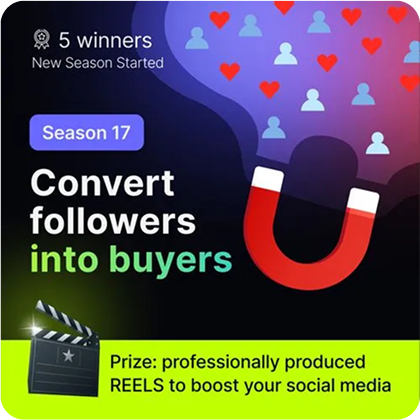 5 winners
New Season Started
Season 17
Convert
followers
into buyers
Prize: professionally produced
REELS to boost your social media